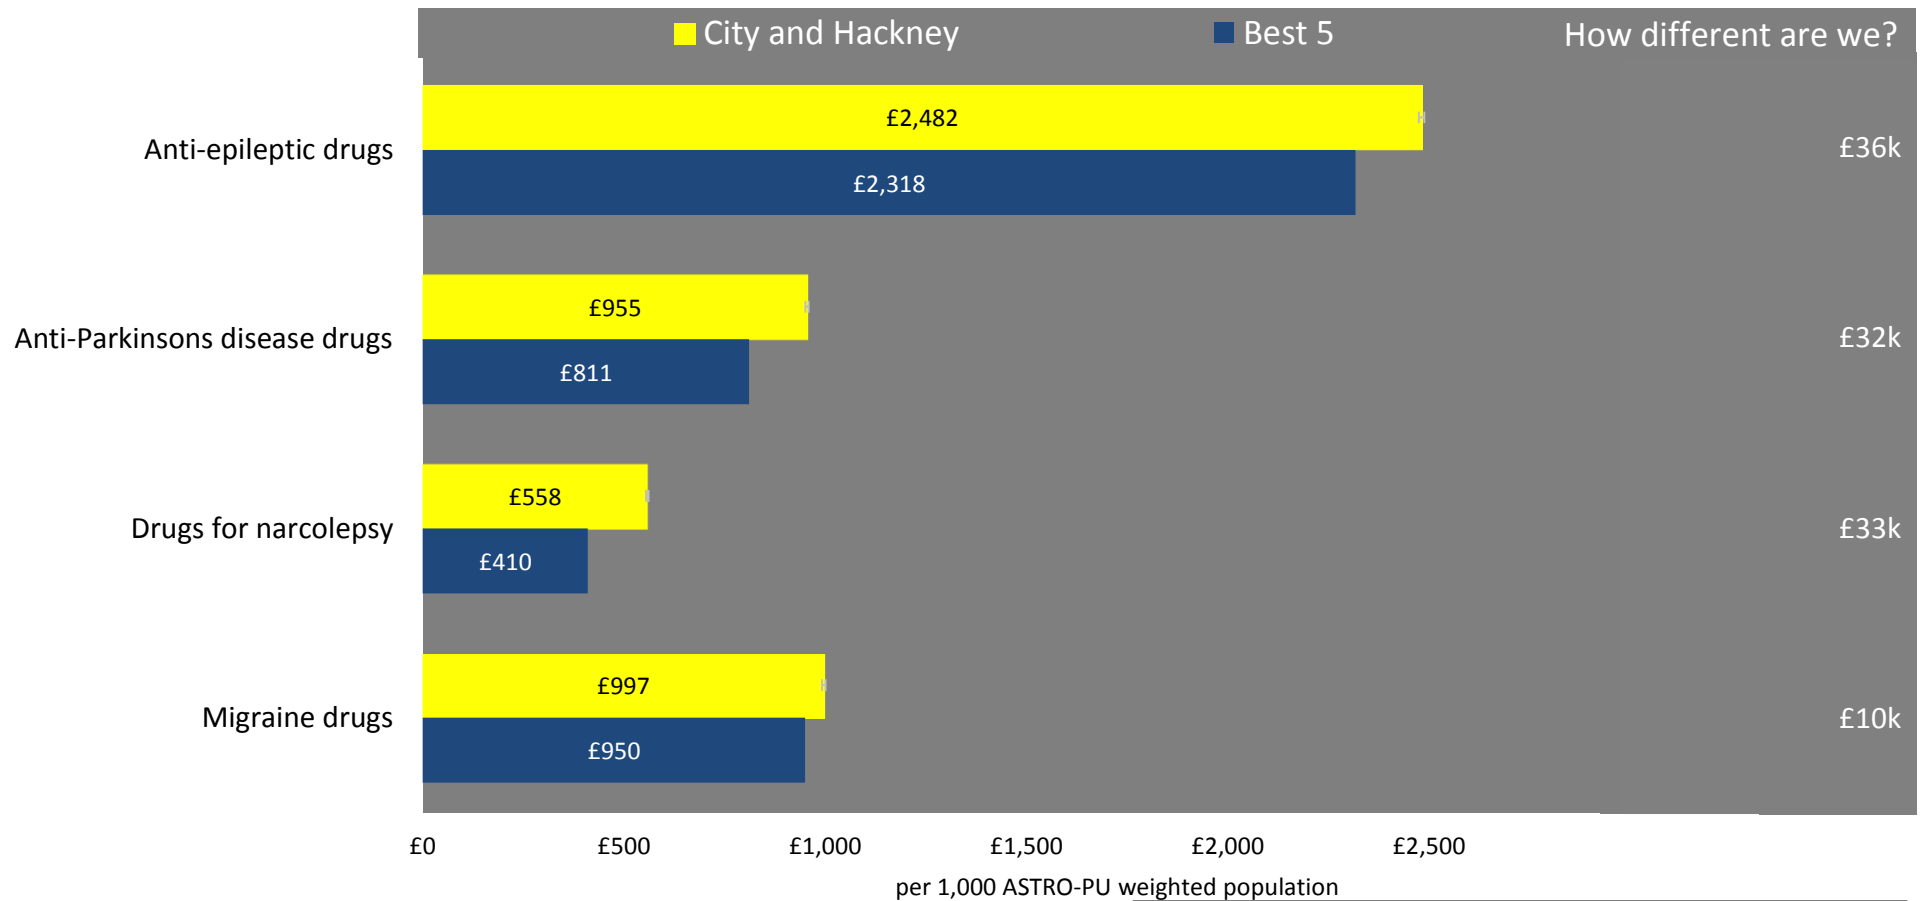 City and Hackney Best 5 How different are we?
Anti-epileptic drugs £2,482 £2,318 £36k
Anti-Parkinsons disease drugs £955 £811 £32k
Drugs for narcolepsy £558 £410 £33k
Migraine drugs £997 £950 £10k
£0 £500 £1,000 £1,500 £2,000 £2,500
per 1,000 ASTRO-PU weighted population